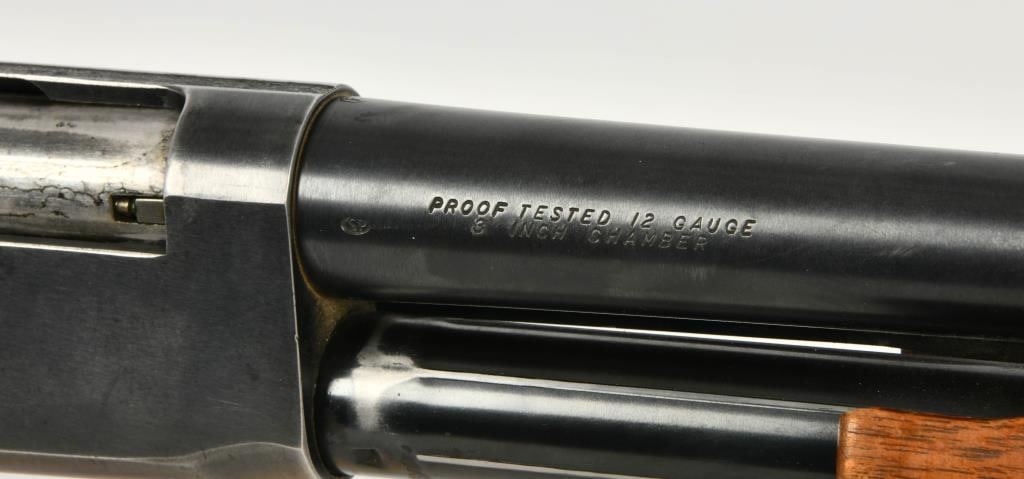 PROOF TESTED 12 GAUGE
3 INCH CHAMBER